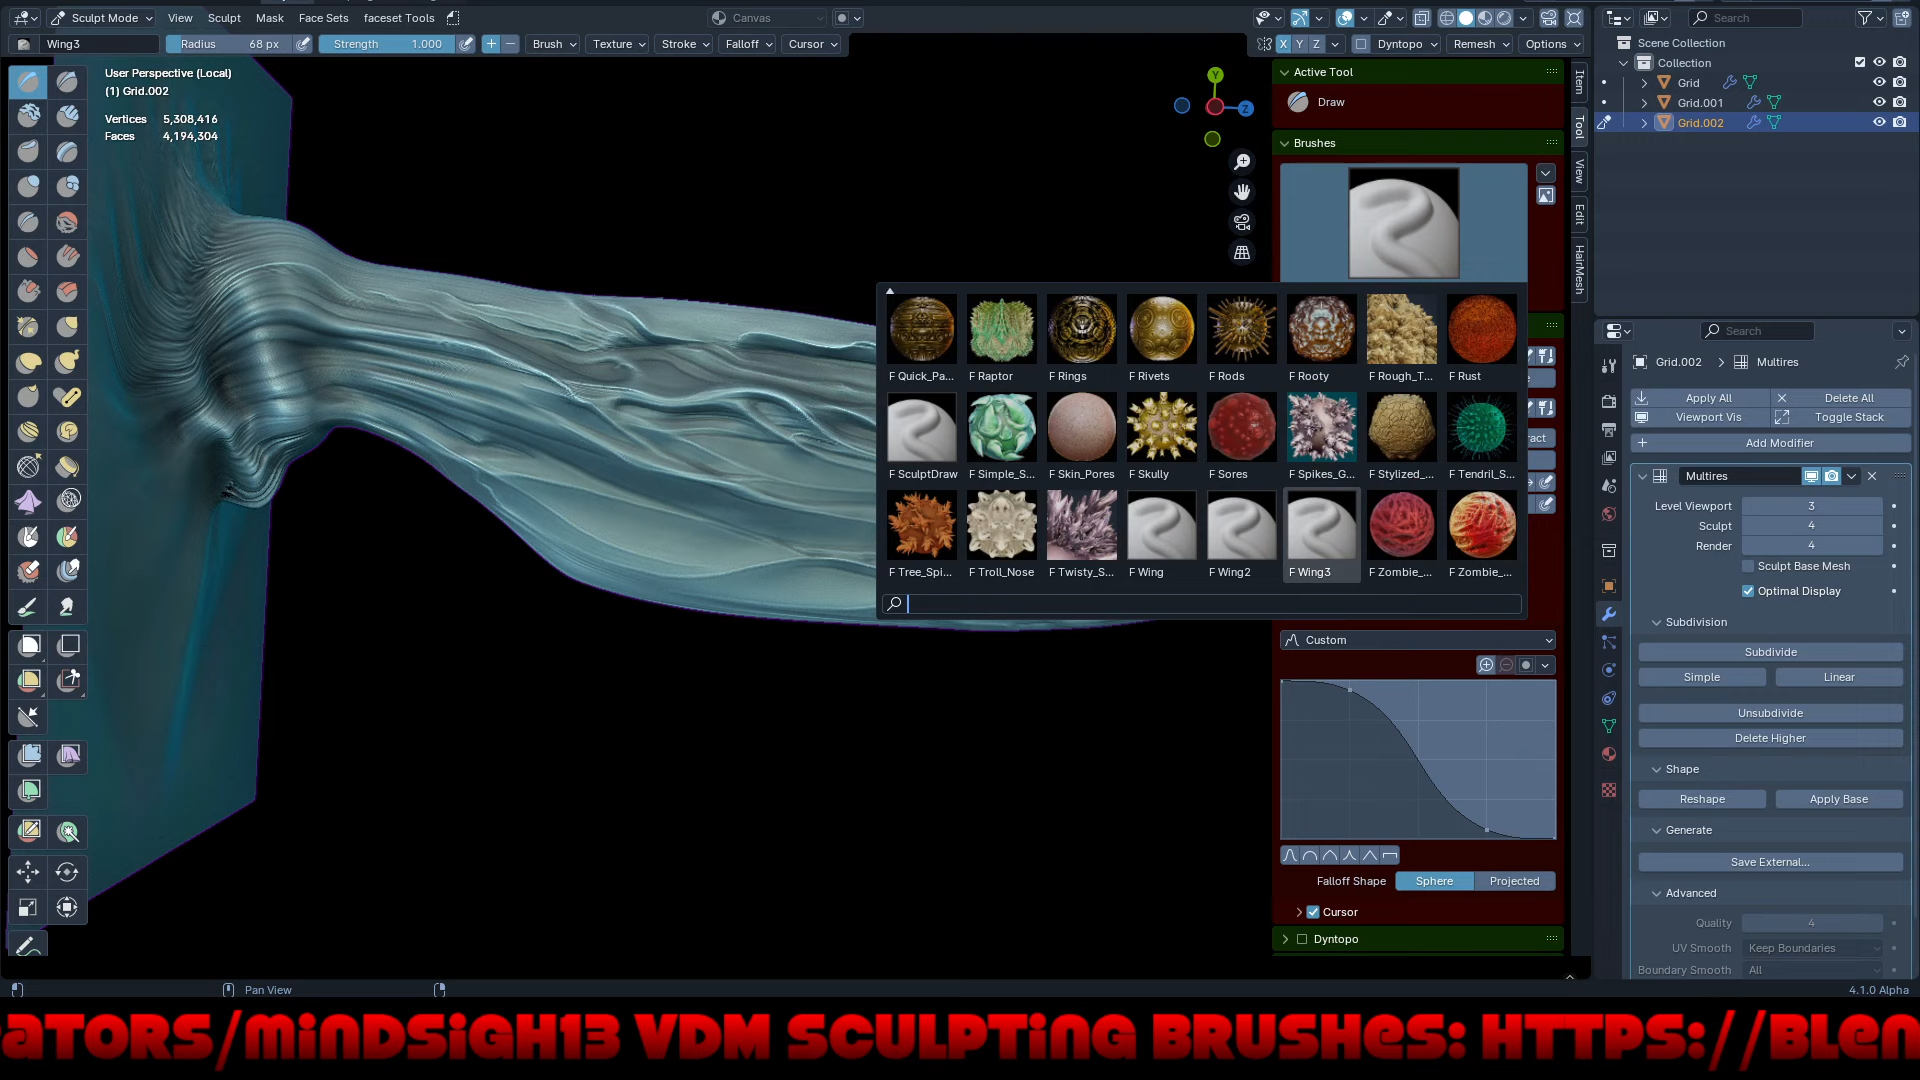 Sculpt Mode View Sculpt Mask Face Sets faceset Tools Canvas
Wing3 Radius 68 px Strength 1.000 Brush Texture Stroke Falloff Cursor X Y Z Dyntopo Remesh Options
User Perspective (Local)
(1) Grid.002
Vertices 5,308,416
Faces 4,194,304
Y
Z
Active Tool
Draw
Brushes
Item
Tool
View
Edit
HairMesh
F Quick_Pa... F Raptor F Rings F Rivets F Rods F Rooty F Rough_T... F Rust
F SculptDraw F Simple_S... F Skin_Pores F Skully F Sores F Spikes_G... F Stylized_... F Tendril_S...
F Tree_Spi... F Troll_Nose F Twisty_S... F Wing F Wing2 F Wing3 F Zombie_... F Zombie_...
ract
Custom
Falloff Shape Sphere Projected
Cursor
Dyntopo
Search
Scene Collection
Collection
Grid
Grid.001
Grid.002
Search
Grid.002 Multires
Apply All Delete All
Viewport Vis Toggle Stack
Add Modifier
Multires
Level Viewport 3
Sculpt 4
Render 4
Sculpt Base Mesh
Optimal Display
Subdivision
Subdivide
Simple Linear
Unsubdivide
Delete Higher
Shape
Reshape Apply Base
Generate
Save External...
Advanced
Quality 4
UV Smooth Keep Boundaries
Boundary Smooth All
Pan View 4.1.0 Alpha
ATORS/MiNDSiGH13 VDM SCULPTiNG BRUSHeS: HTTPS://BLeN